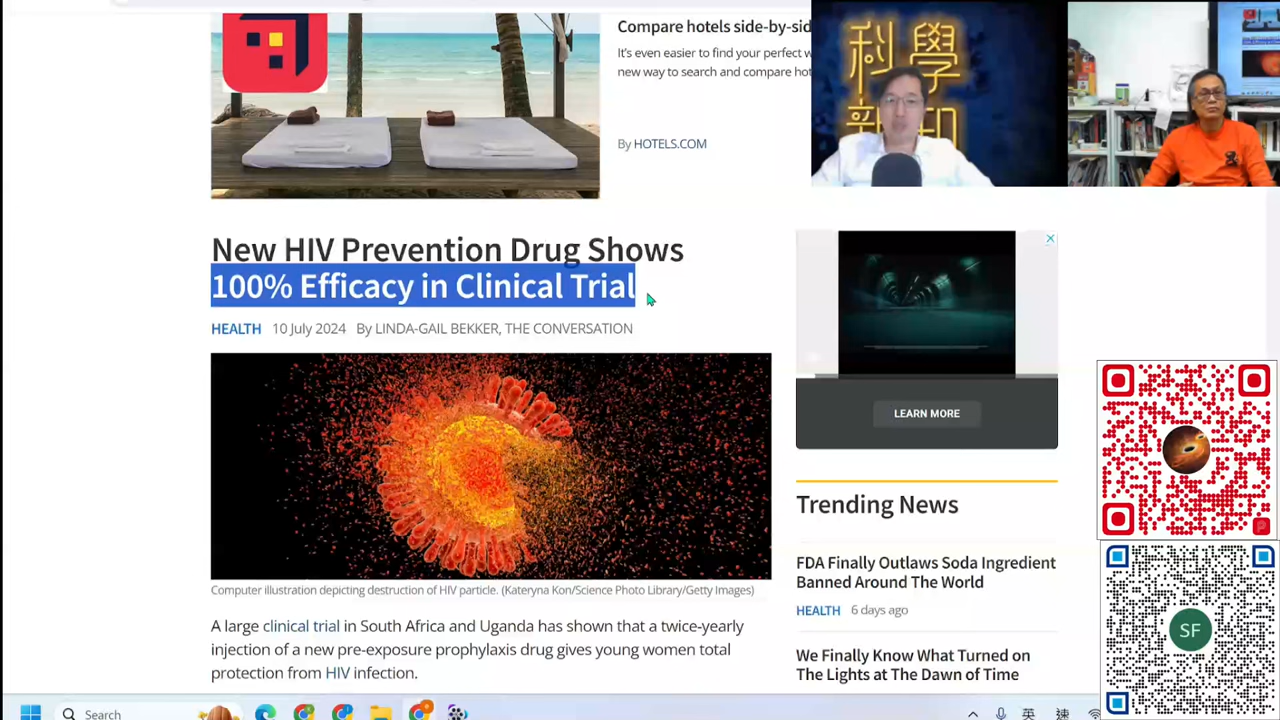 Compare hotels side-by-sid
It's even easier to find your perfect w
new way to search and compare hot
By HOTELS.COM
科學
新知
New HIV Prevention Drug Shows
100% Efficacy in Clinical Trial
HEALTH 10 July 2024 By LINDA-GAIL BEKKER, THE CONVERSATION
Computer illustration depicting destruction of HIV particle. (Kateryna Kon/Science Photo Library/Getty Images)
A large clinical trial in South Africa and Uganda has shown that a twice-yearly
injection of a new pre-exposure prophylaxis drug gives young women total
protection from HIV infection.
LEARN MORE
Trending News
FDA Finally Outlaws Soda Ingredient
Banned Around The World
HEALTH 6 days ago
We Finally Know What Turned on
The Lights at The Dawn of Time
SF
Search
英
速